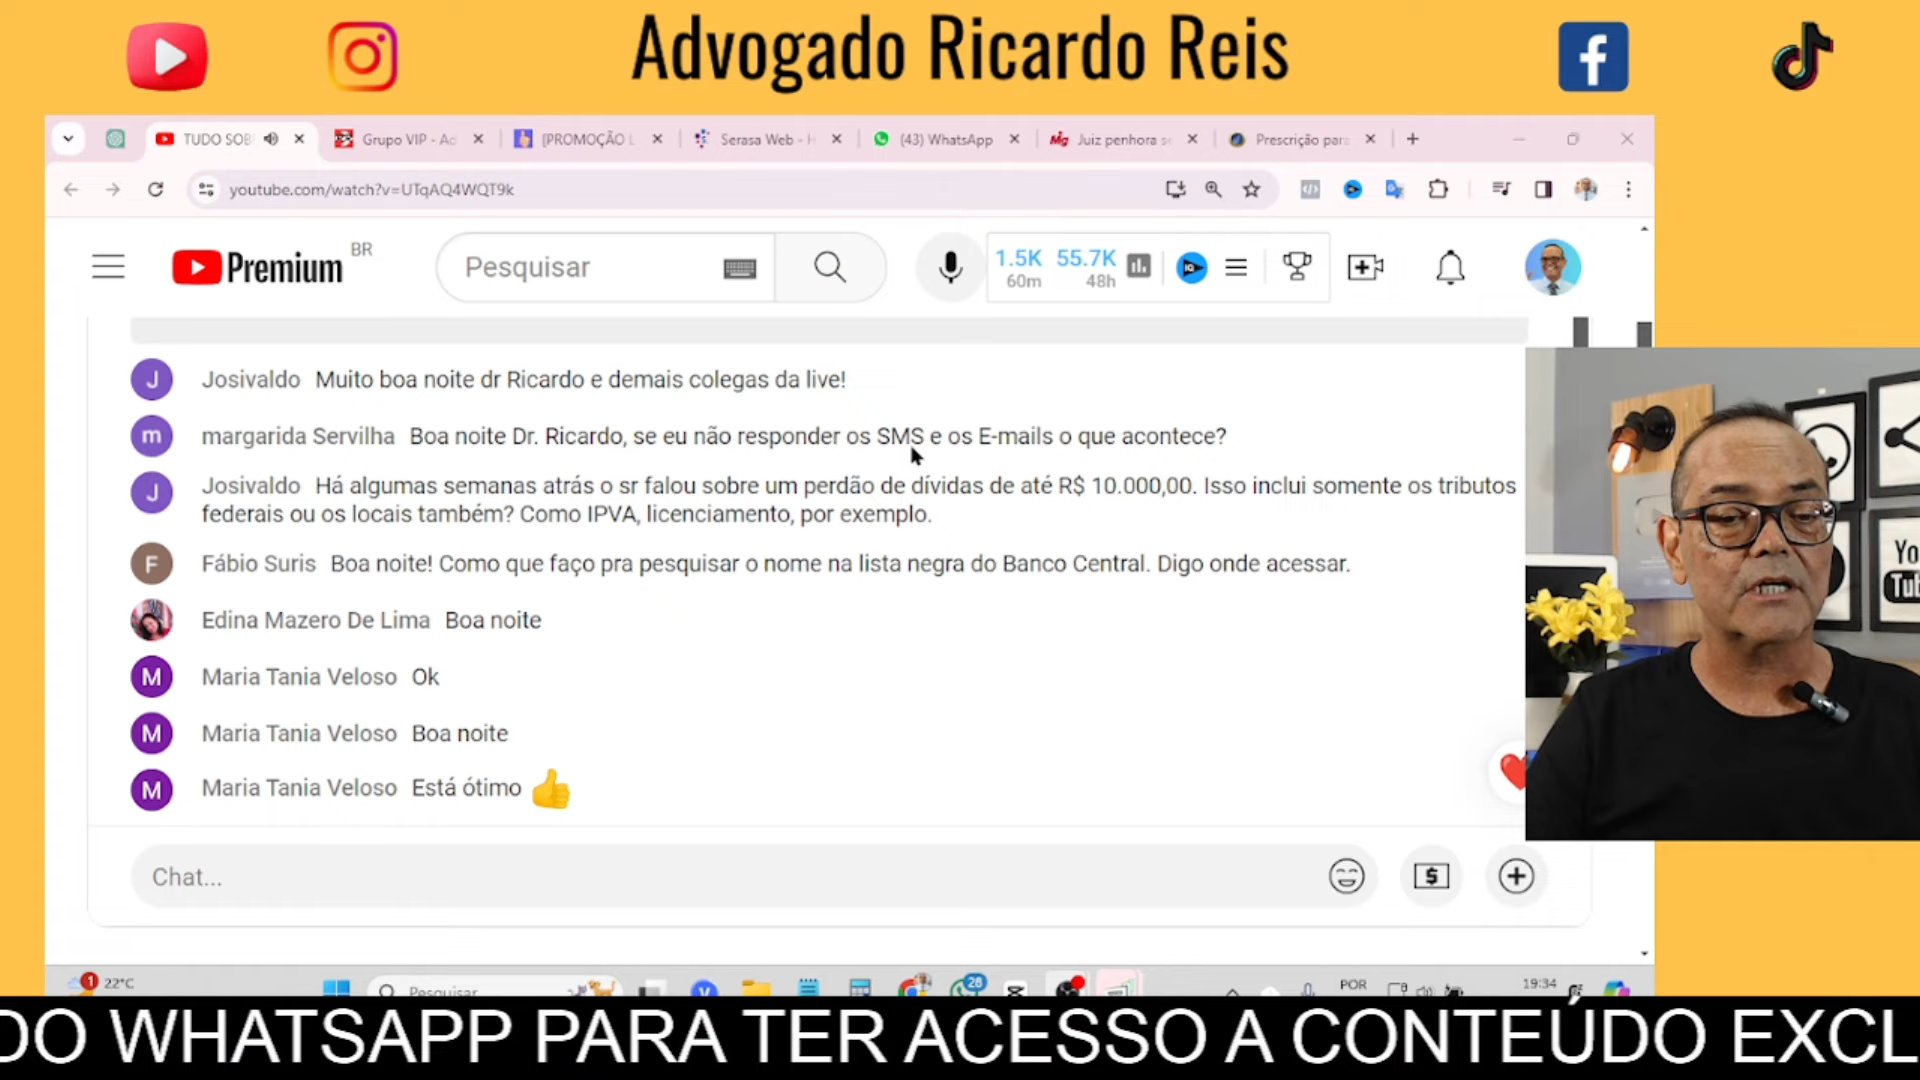 Advogado Ricardo Reis
TUDO SOB
Grupo VIP - Ac
[PROMOÇÃO L
Serasa Web - H
(43) WhatsApp
Mg Juiz penhora s
Prescrição par
youtube.com/watch?v=UTqAQ4WQT9k
Premium BR
Pesquisar
1.5K 55.7K
60m 48h
Josivaldo Muito boa noite dr Ricardo e demais colegas da live!
margarida Servilha Boa noite Dr. Ricardo, se eu não responder os SMS e os E-mails o que acontece?
Josivaldo Há algumas semanas atrás o sr falou sobre um perdão de dívidas de até R$ 10.000,00. Isso inclui somente os tributos
federais ou os locais também? Como IPVA, licenciamento, por exemplo.
Fábio Suris Boa noite! Como que faço pra pesquisar o nome na lista negra do Banco Central. Digo onde acessar.
Edina Mazero De Lima Boa noite
Maria Tania Veloso Ok
Maria Tania Veloso Boa noite
Maria Tania Veloso Está ótimo
Yo
Tub
Chat...
1 22°C
Pesquisar
28
POR
19:34
DO WHATSAPP PARA TER ACESSO A CONTEÚDO EXCL